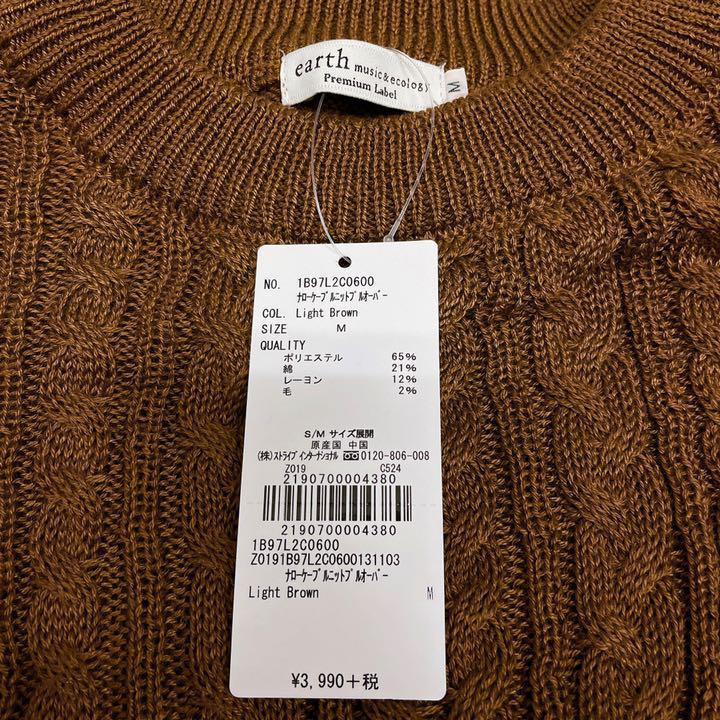 earth music&ecology
Premium Label
M
NO. 1B97L2C0600
ﾅﾛｰｹｰﾌﾞﾙﾆｯﾄﾌﾟﾙｵｰﾊﾞｰ
COL. Light Brown
SIZE M
QUALITY
ポリエステル 65%
綿 21%
レーヨン 12%
毛 2%
S/M サイズ展開
原産国 中国
(株)ｽﾄﾗｲﾌﾟｲﾝﾀｰﾅｼｮﾅﾙ 0120-806-008
Z019 C524
2190700004380
2190700004380
1B97L2C0600
Z0191B97L2C0600131103
ﾅﾛｰｹｰﾌﾞﾙﾆｯﾄﾌﾟﾙｵｰﾊﾞｰ
Light Brown M
¥3,990+税